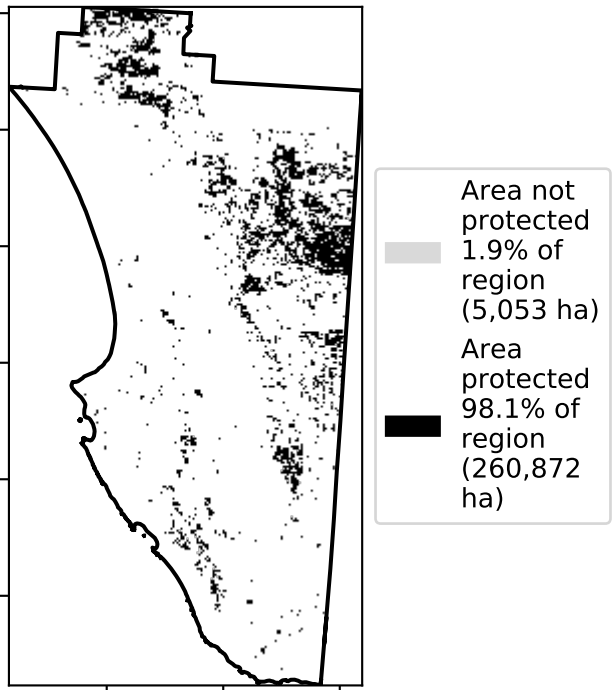 Area not
protected
1.9% of
region
(5,053 ha)
Area
protected
98.1% of
region
(260,872
ha)